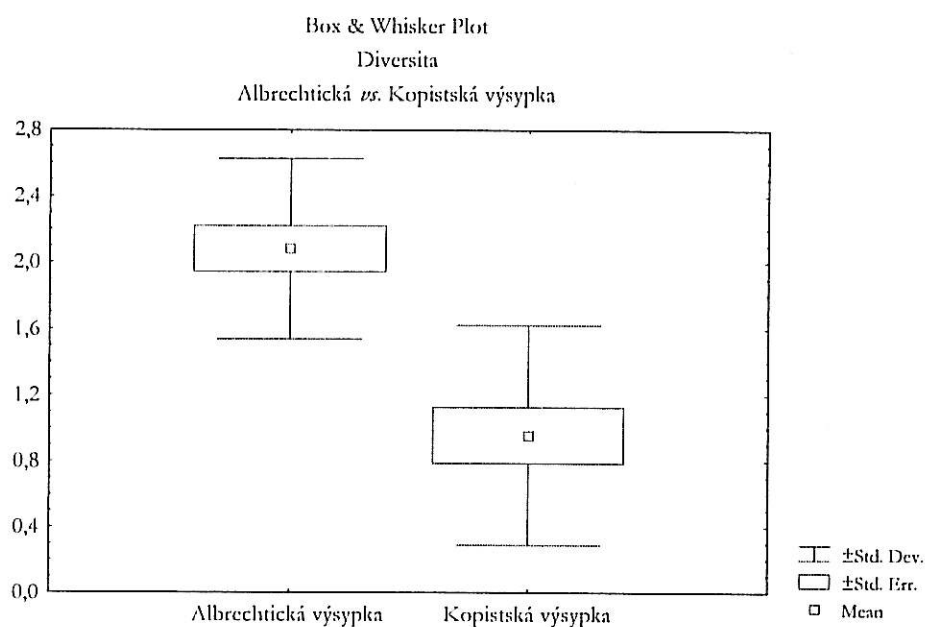 Box & Whisker Plot
Diversita
Albrechtická vs. Kopistská výsypka
2,8
2,4
2,0
1,6
1,2
0,8
0,4
0,0
Albrechtická výsypka
Kopistská výsypka
±Std. Dev.
±Std. Err.
Mean